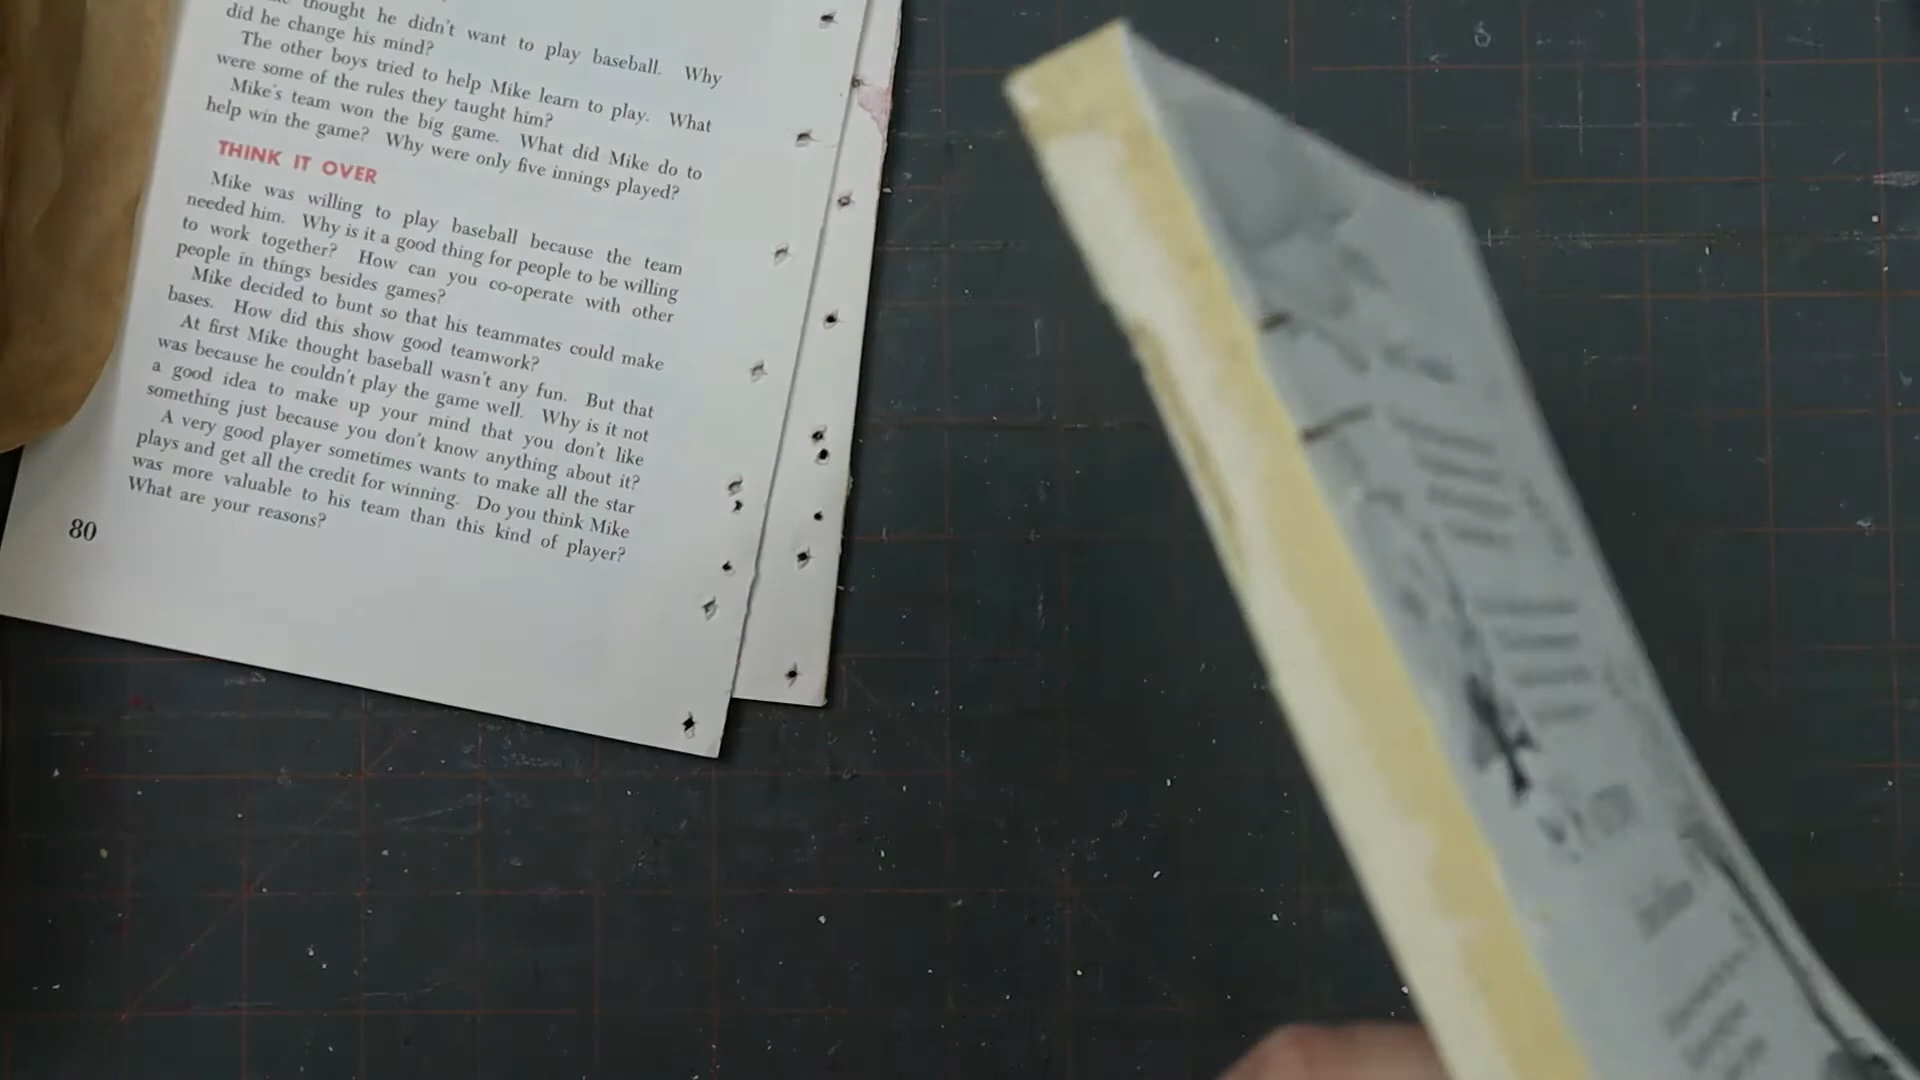 thought he didn't want to play baseball. Why
did he change his mind?
The other boys tried to help Mike learn to play. What
were some of the rules they taught him?
Mike's team won the big game. What did Mike do to
help win the game? Why were only five innings played?
THINK IT OVER
Mike was willing to play baseball because the team
needed him. Why is it a good thing for people to be willing
to work together? How can you co-operate with other
people in things besides games?
Mike decided to bunt so that his teammates could make
bases. How did this show good teamwork?
At first Mike thought baseball wasn't any fun. But that
was because he couldn't play the game well. Why is it not
a good idea to make up your mind that you don't like
something just because you don't know anything about it?
A very good player sometimes wants to make all the star
plays and get all the credit for winning. Do you think Mike
was more valuable to his team than this kind of player?
What are your reasons?
80